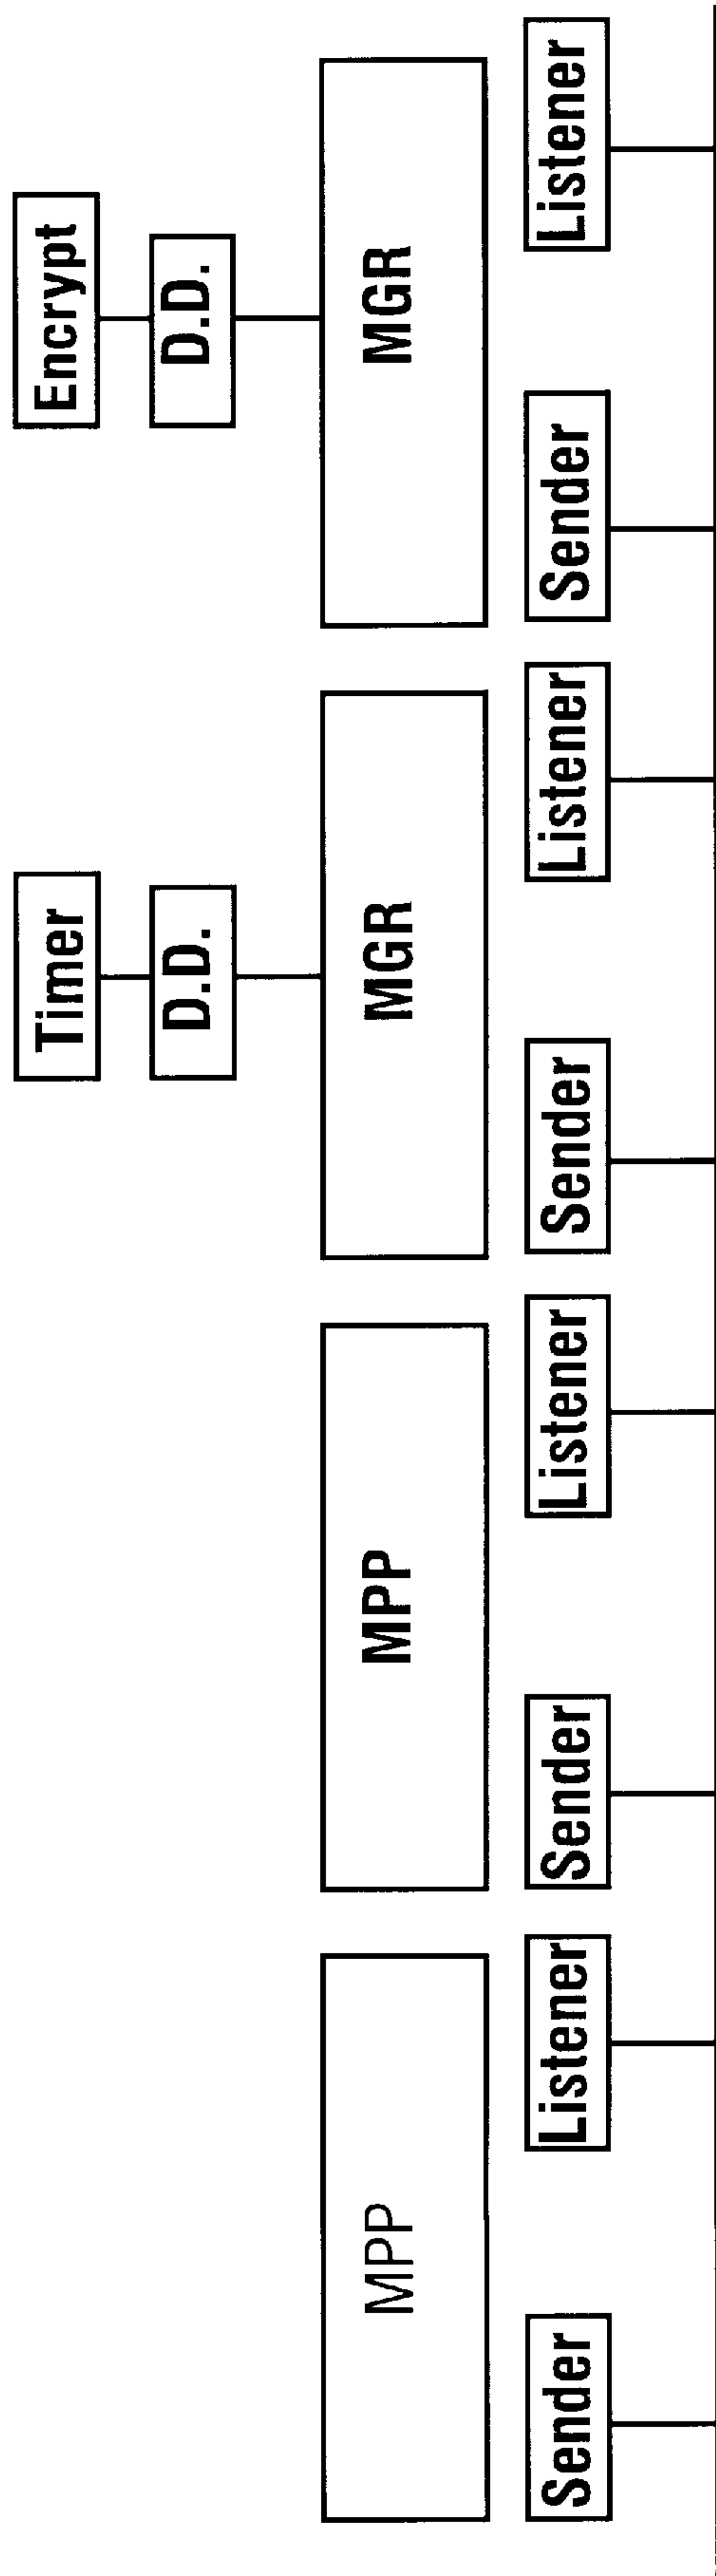 Timer
Encrypt
D.D.
D.D.
MPP
MPP
MGR
MGR
Sender
Listener
Sender
Listener
Sender
Listener
Sender
Listener